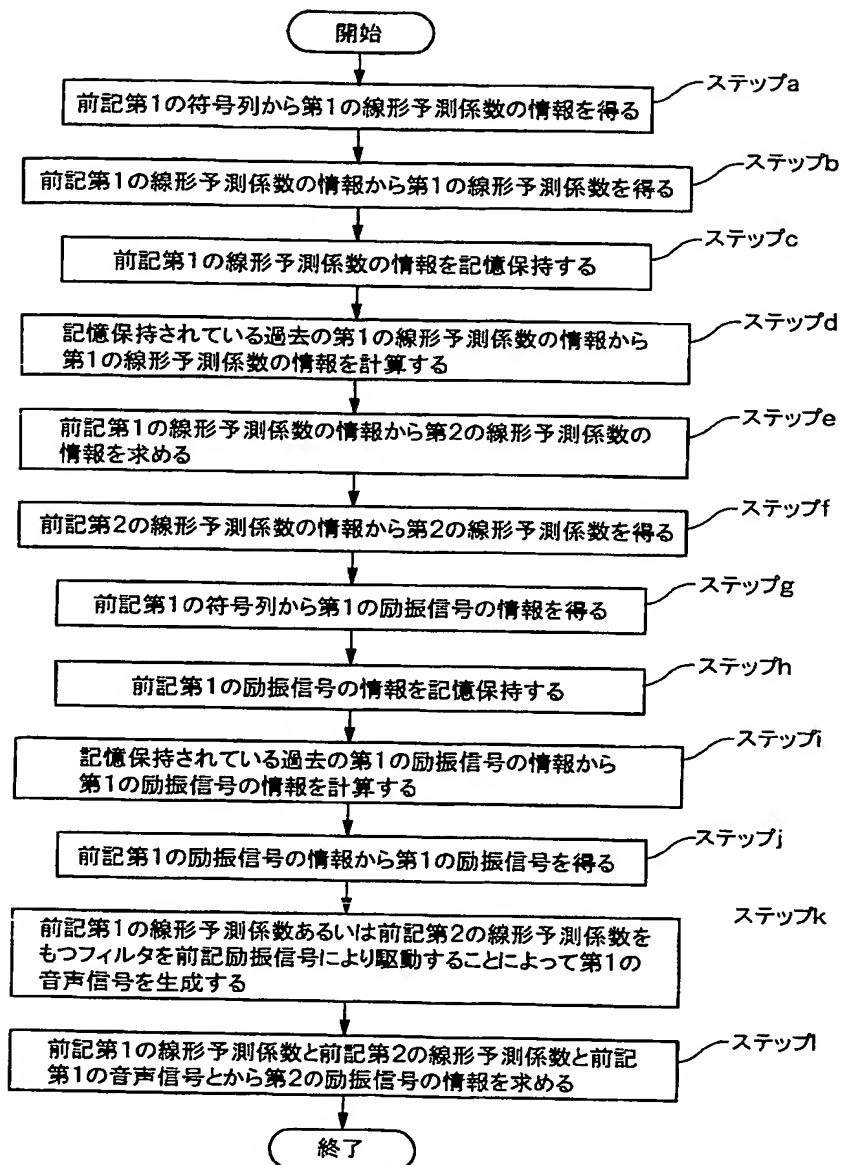 開始
ステップa
前記第1の符号列から第1の線形予測係数の情報を得る
ステップb
前記第1の線形予測係数の情報から第1の線形予測係数を得る
ステップc
前記第1の線形予測係数の情報を記憶保持する
ステップd
記憶保持されている過去の第1の線形予測係数の情報から
第1の線形予測係数の情報を計算する
ステップe
前記第1の線形予測係数の情報から第2の線形予測係数の
情報を求める
ステップf
前記第2の線形予測係数の情報から第2の線形予測係数を得る
ステップg
前記第1の符号列から第1の励振信号の情報を得る
ステップh
前記第1の励振信号の情報を記憶保持する
ステップi
記憶保持されている過去の第1の励振信号の情報から
第1の励振信号の情報を計算する
ステップj
前記第1の励振信号の情報から第1の励振信号を得る
ステップk
前記第1の線形予測係数あるいは前記第2の線形予測係数を
もつフィルタを前記励振信号により駆動することによって第1の
音声信号を生成する
ステップl
前記第1の線形予測係数と前記第2の線形予測係数と前記
第1の音声信号とから第2の励振信号の情報を求める
終了